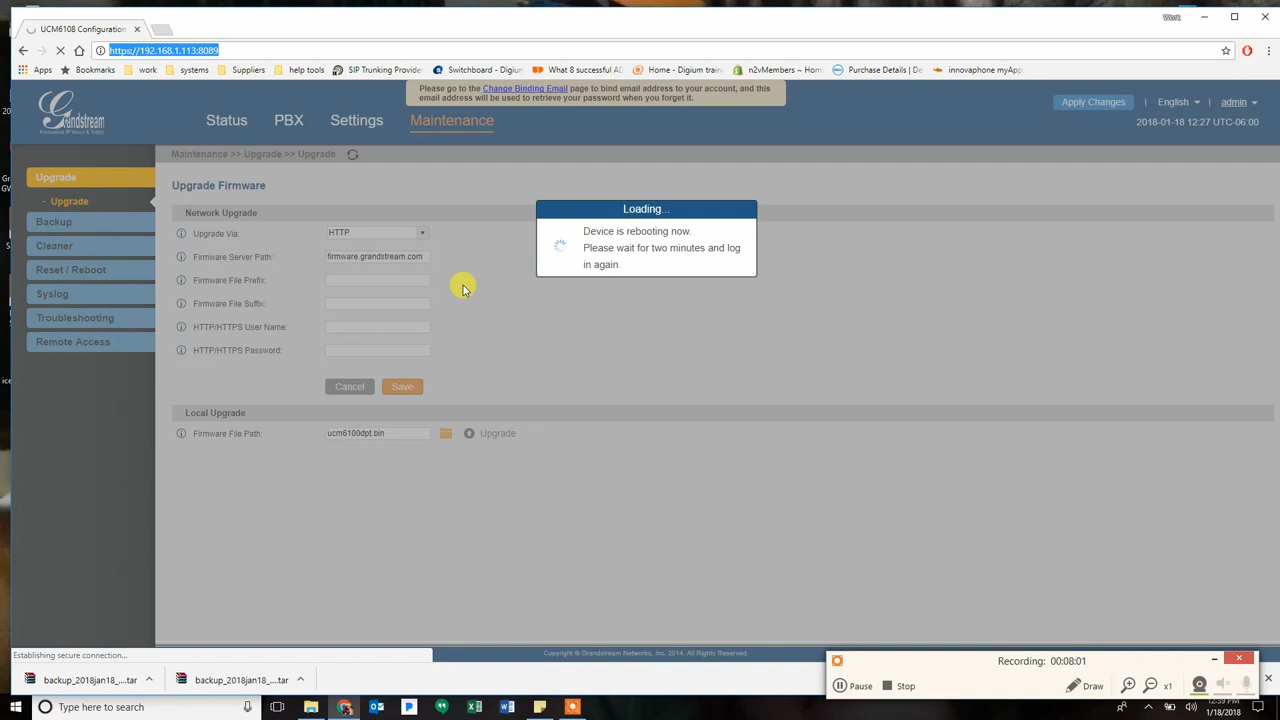 UCM6108 Configuration
Work
https://192.168.1.113:8089
Apps
Bookmarks
work
systems
Suppliers
help tools
SIP Trunking Provide
Switchboard - Digium
What 8 successful AD
Home - Digium train
n2vMembers ~ Hom
Purchase Details | De
innovaphone myApp
Grandstream
Innovative IP Voice & Video
Please go to the Change Binding Email page to bind email address to your account, and this
email address will be used to retrieve your password when you forget it.
Apply Changes
English
admin
2018-01-18 12:27 UTC-06:00
Status
PBX
Settings
Maintenance
Maintenance >> Upgrade >> Upgrade
Upgrade
- Upgrade
Backup
Cleaner
Reset / Reboot
Syslog
Troubleshooting
Remote Access
Upgrade Firmware
Network Upgrade
Upgrade Via:
HTTP
Firmware Server Path:
firmware.grandstream.com
Firmware File Prefix:
Firmware File Suffix:
HTTP/HTTPS User Name:
HTTP/HTTPS Password:
Cancel
Save
Local Upgrade
Firmware File Path:
ucm6100dpt.bin
Upgrade
Loading...
Device is rebooting now.
Please wait for two minutes and log
in again.
Copyright © Grandstream Networks, Inc. 2014. All Rights Reserved.
Establishing secure connection...
backup_2018jan18_....tar
backup_2018jan18_....tar
Recording: 00:08:01
Pause
Stop
Draw
x1
Type here to search
12:39 PM
1/18/2018